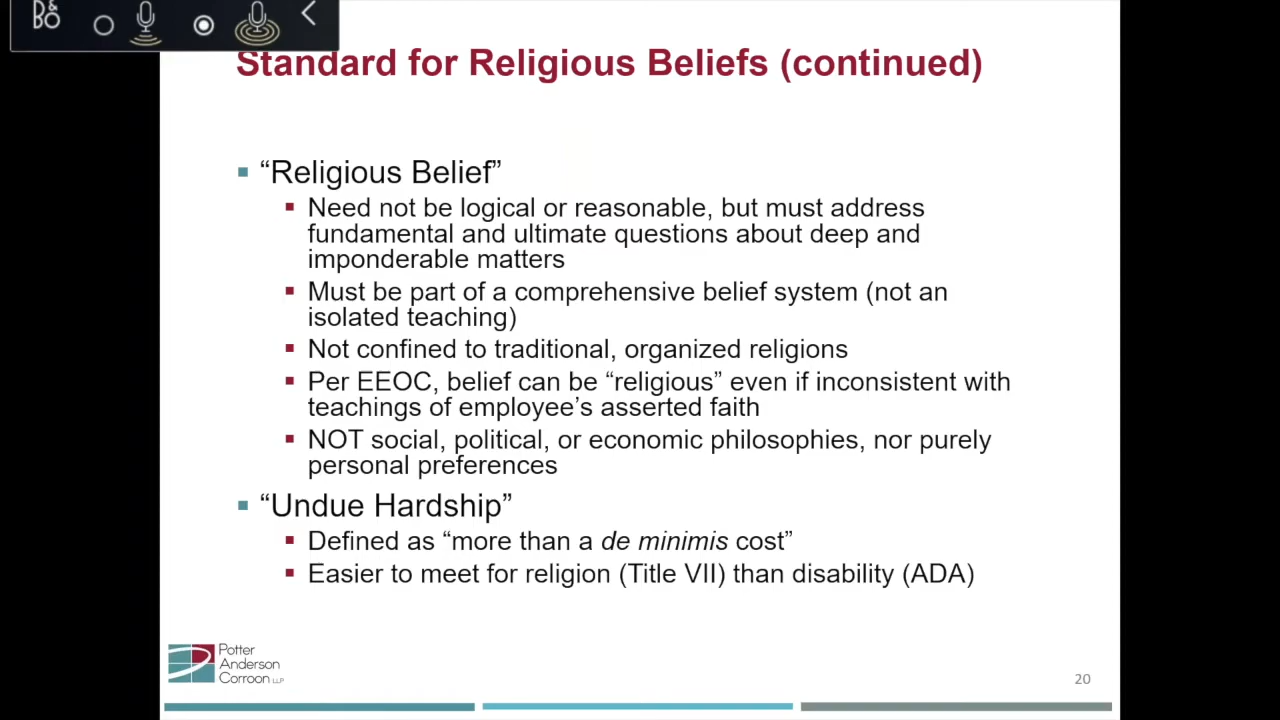 B&O
Standard for Religious Beliefs (continued)
“Religious Belief”
Need not be logical or reasonable, but must address
fundamental and ultimate questions about deep and
imponderable matters
Must be part of a comprehensive belief system (not an
isolated teaching)
Not confined to traditional, organized religions
Per EEOC, belief can be “religious” even if inconsistent with
teachings of employee’s asserted faith
NOT social, political, or economic philosophies, nor purely
personal preferences
“Undue Hardship”
Defined as “more than a de minimis cost”
Easier to meet for religion (Title VII) than disability (ADA)
Potter
Anderson
Corroon LLP
20